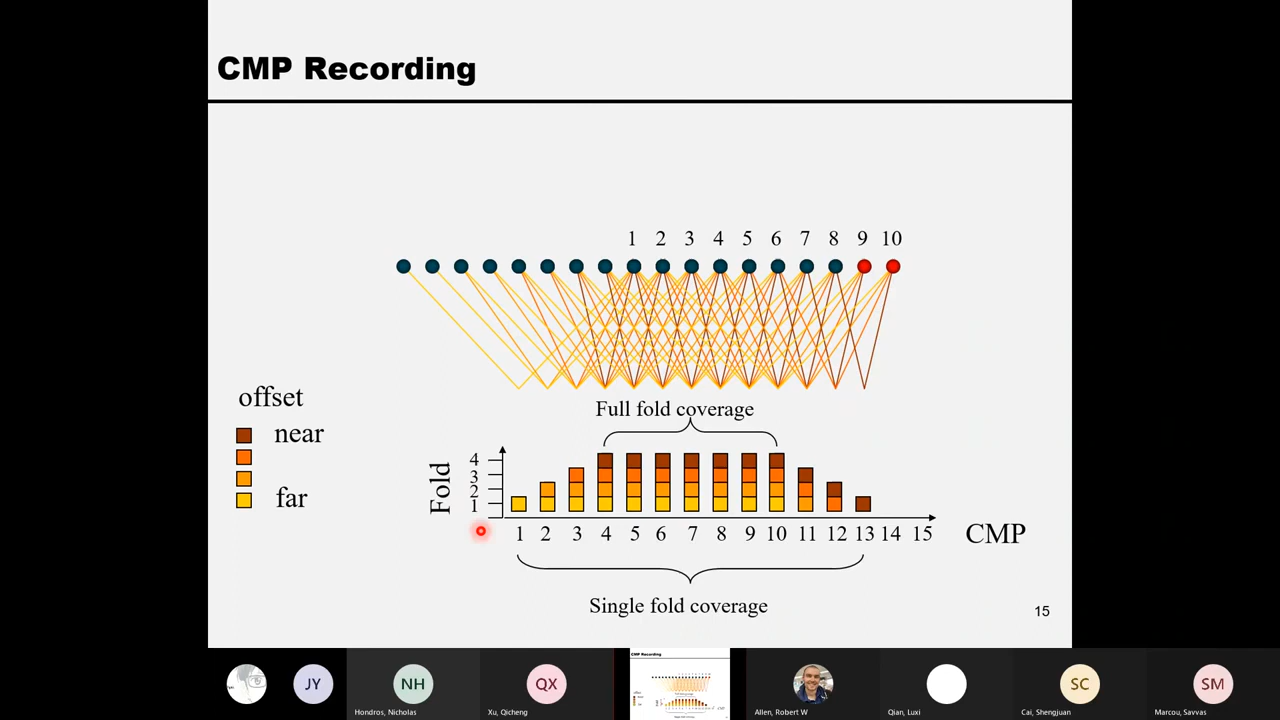 CMP Recording
1 2 3 4 5 6 7 8 9 10
offset
near
far
Full fold coverage
Fold
4
3
2
1
1 2 3 4 5 6 7 8 9 10 11 12 13 14 15
CMP
Single fold coverage
15
JY
NH
QX
SC
SM
Hondros, Nicholas
Xu, Qicheng
Allen, Robert W
Qian, Luxi
Cai, Shengjuan
Marcou, Savvas